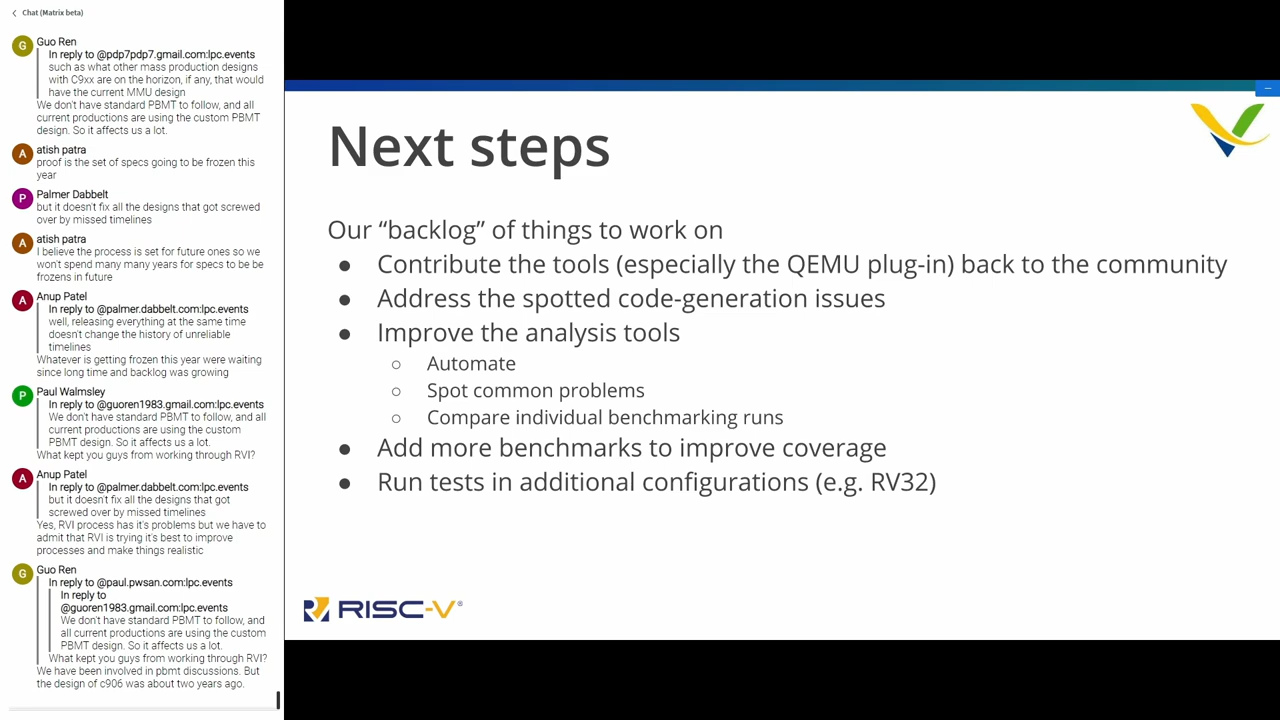 Chat (Matrix beta)
G
Guo Ren
In reply to @pdp7pdp7.gmail.com:lpc.events
such as what other mass production designs
with C9xx are on the horizon, if any, that would
have the current MMU design
We don't have standard PBMT to follow, and all
current productions are using the custom PBMT
design. So it affects us a lot.
A
atish patra
proof is the set of specs going to be frozen this
year
P
Palmer Dabbelt
but it doesn't fix all the designs that got screwed
over by missed timelines
A
atish patra
I believe the process is set for future ones so we
won't spend many many years for specs to be be
frozens in future
A
Anup Patel
In reply to @palmer.dabbelt.com:lpc.events
well, releasing everything at the same time
doesn't change the history of unreliable
timelines
Whatever is getting frozen this year were waiting
since long time and backlog was growing
P
Paul Walmsley
In reply to @guoren1983.gmail.com:lpc.events
We don't have standard PBMT to follow, and all
current productions are using the custom
PBMT design. So it affects us a lot.
What kept you guys from working through RVI?
A
Anup Patel
In reply to @palmer.dabbelt.com:lpc.events
but it doesn't fix all the designs that got
screwed over by missed timelines
Yes, RVI process has it's problems but we have to
admit that RVI is trying it's best to improve
processes and make things realistic
G
Guo Ren
In reply to @paul.pwsan.com:lpc.events
In reply to
@guoren1983.gmail.com:lpc.events
We don't have standard PBMT to follow, and
all current productions are using the custom
PBMT design. So it affects us a lot.
What kept you guys from working through RVI?
We have been involved in pbmt discussions. But
the design of c906 was about two years ago.
Next steps
Our “backlog” of things to work on
● Contribute the tools (especially the QEMU plug-in) back to the community
● Address the spotted code-generation issues
● Improve the analysis tools
○ Automate
○ Spot common problems
○ Compare individual benchmarking runs
● Add more benchmarks to improve coverage
● Run tests in additional configurations (e.g. RV32)
RISC-V®